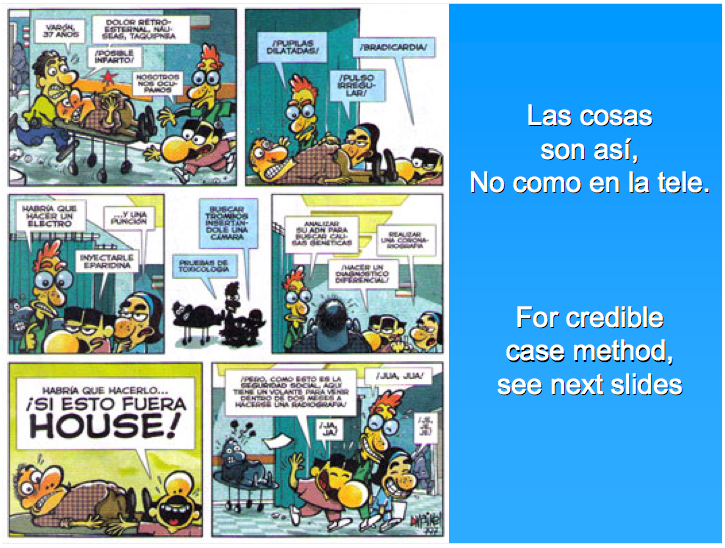 VARÓN,
37 AÑOS
DOLOR RETRO-
ESTERNAL, NÁU-
SEAS, TAQUIPNEA
¡POSIBLE
INFARTO!
NOSOTROS
NOS OCU-
PAMOS
¡PUPILAS
DILATADAS!
¡BRADICARDIA!
¡PULSO
IRREGU-
LAR!
HABRÍA QUE
HACER UN
ELECTRO
...Y UNA
PUNCIÓN
INYECTARLE
EPARIDINA
BUSCAR
TROMBOS
INSERTÁN-
DOLE UNA
CÁMARA
PRUEBAS DE
TOXICOLOGÍA
ANALIZAR
SU ADN PARA
BUSCAR CAU-
SAS GENÉTICAS
REALIZAR
UNA CORONA-
RIOGRAFÍA
¡HACER UN
DIAGNÓSTICO
DIFERENCIAL!
HABRÍA QUE HACERLO...
¡SI ESTO FUERA
HOUSE!
¡PERO, COMO ESTO ES LA
SEGURIDAD SOCIAL, AQUÍ
TIENE UN VOLANTE PARA VENIR
DENTRO DE DOS MESES A
HACERSE UNA RADIOGRAFÍA!
¡JUA, JUA!
¡JA,
JA!
¡JE,
JE,
JE!
Las cosas
son así,
No como en la tele.
For credible
case method,
see next slides